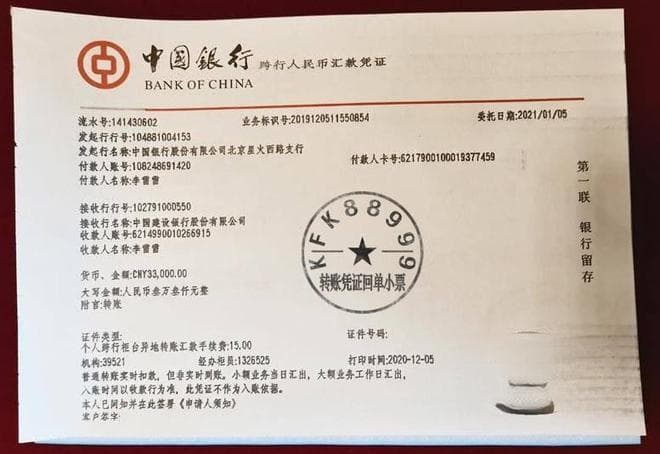 中国银行 跨行人民币汇款凭证
BANK OF CHINA
流水号:141430602 业务标识号:2019120511550854 委托日期:2021/01/05
发起行行号:104881004153
发起行行名称:中国银行股份有限公司北京星火西路支行
付款人账号:108248691420 付款人卡号:6217900100019377459
付款人名称:李雷雷
接收行行号:102791000550
接收行名称:中国建设银行股份有限公司
收款人账号:6214990010266915
收款人名称:李雷雷
货币、金额:CNY33,000.00
大写金额:人民币叁万叁仟元整
附言:转账
KFK88999
转账凭证回单小票
第一联 银行留存
证件类型: 证件号码:
个人跨行柜台异地转账汇款手续费:15.00
机构:39521 经办柜员:1326525 打印时间:2020-12-05
普通转账实时扣款，但非实时到账。小额业务当日汇出，大额业务工作日汇出，
入账时间以收款行为准，此凭证不作为入账依据。
本人已阅知并在此签署《申请人须知》
客户签字: